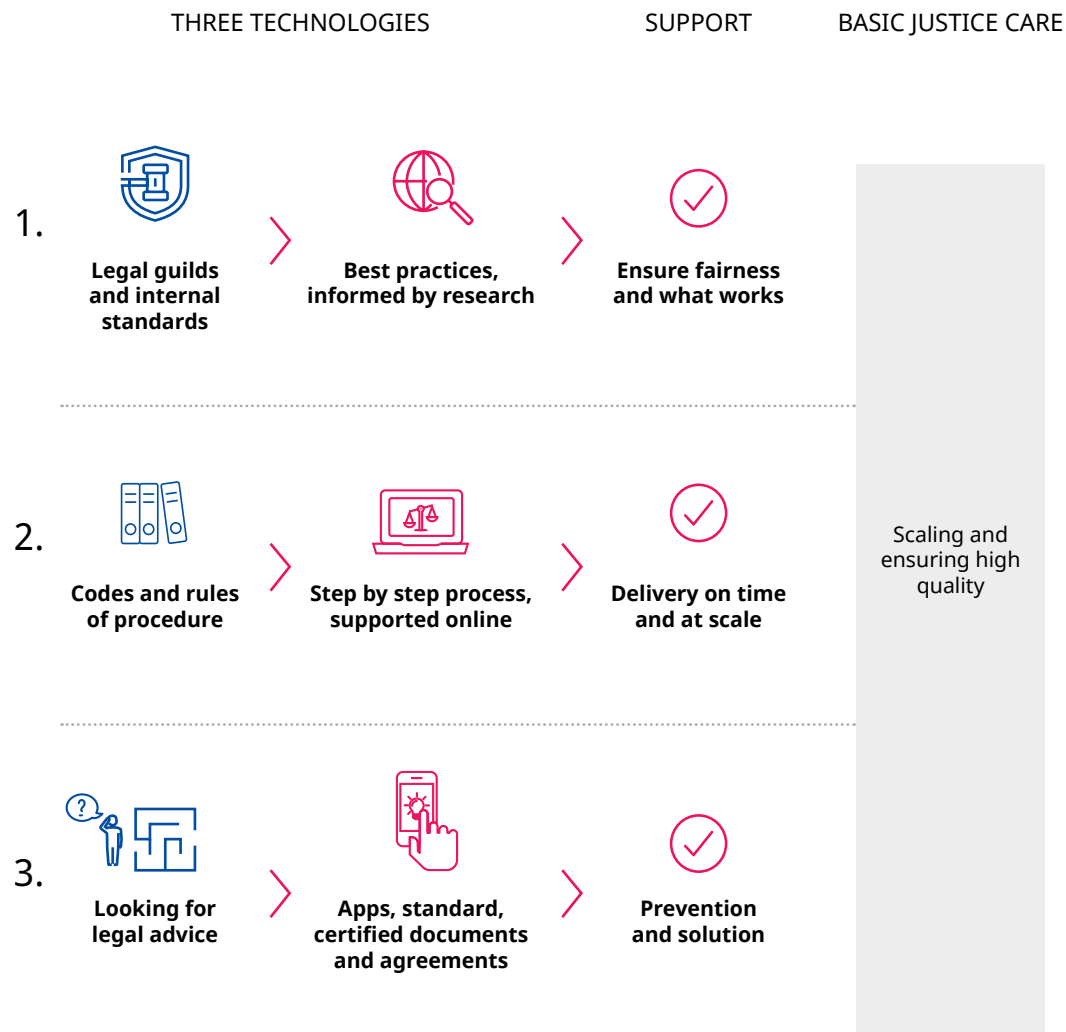 THREE TECHNOLOGIES
SUPPORT
BASIC JUSTICE CARE
1.
Legal guilds
and internal
standards
Best practices,
informed by research
Ensure fairness
and what works
2.
Codes and rules
of procedure
Step by step process,
supported online
Delivery on time
and at scale
Scaling and
ensuring high
quality
3.
?
Looking for
legal advice
Apps, standard,
certified documents
and agreements
Prevention
and solution